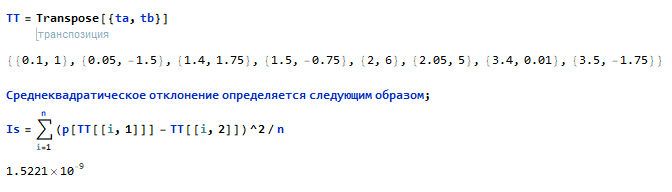 TT = Transpose[{ta, tb}]
транспозиция
{{0.1, 1}, {0.05, -1.5}, {1.4, 1.75}, {1.5, -0.75}, {2, 6}, {2.05, 5}, {3.4, 0.01}, {3.5, -1.75}}
Среднеквадратическое отклонение определяется следующим образом;
n
Is = ∑ (p[TT[[i, 1]]] - TT[[i, 2]])^2 / n
i=1
1.5221 × 10^-9